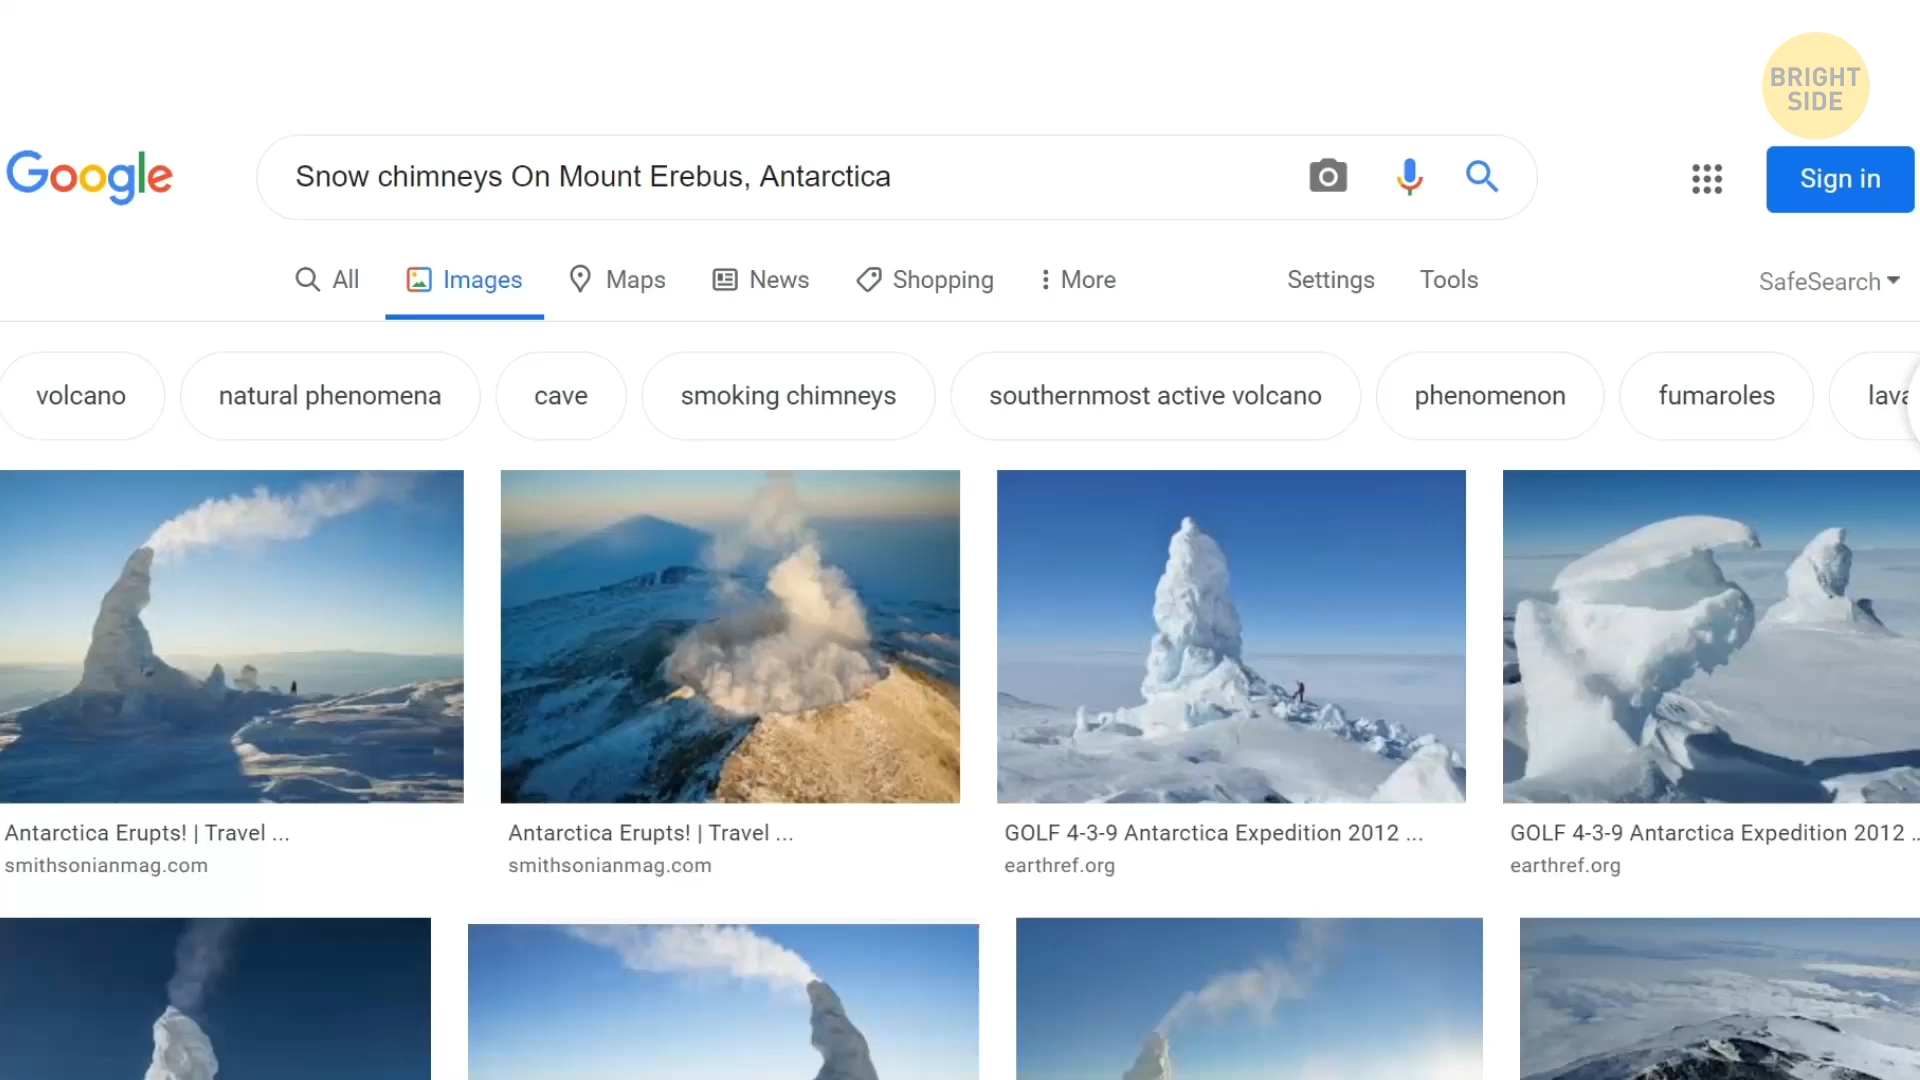 BRIGHT
SIDE
Google
Snow chimneys On Mount Erebus, Antarctica
Sign in
All Images Maps News Shopping More Settings Tools SafeSearch
volcano natural phenomena cave smoking chimneys southernmost active volcano phenomenon fumaroles lava
Antarctica Erupts! | Travel ... Antarctica Erupts! | Travel ... GOLF 4-3-9 Antarctica Expedition 2012 ... GOLF 4-3-9 Antarctica Expedition 2012 ..
smithsonianmag.com smithsonianmag.com earthref.org earthref.org